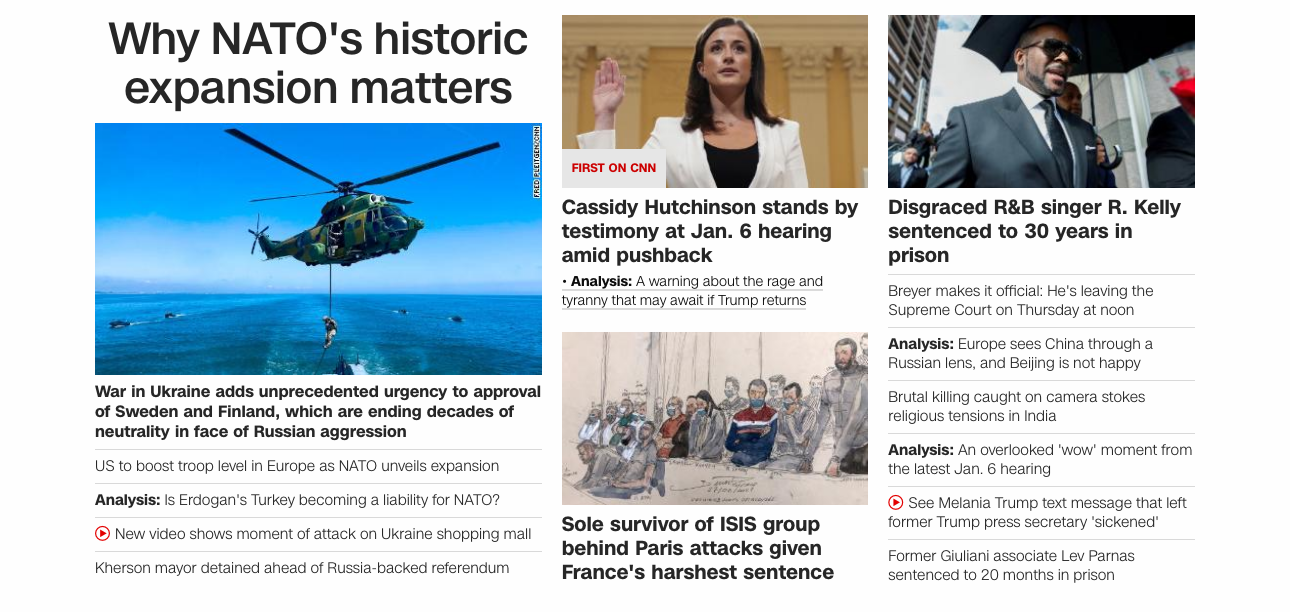 Why NATO's historic
expansion matters
FRED PLEITGEN/CNN
War in Ukraine adds unprecedented urgency to approval
of Sweden and Finland, which are ending decades of
neutrality in face of Russian aggression
US to boost troop level in Europe as NATO unveils expansion
Analysis: Is Erdogan's Turkey becoming a liability for NATO?
New video shows moment of attack on Ukraine shopping mall
Kherson mayor detained ahead of Russia-backed referendum
FIRST ON CNN
Cassidy Hutchinson stands by
testimony at Jan. 6 hearing
amid pushback
• Analysis: A warning about the rage and
tyranny that may await if Trump returns
Sole survivor of ISIS group
behind Paris attacks given
France's harshest sentence
Disgraced R&B singer R. Kelly
sentenced to 30 years in
prison
Breyer makes it official: He's leaving the
Supreme Court on Thursday at noon
Analysis: Europe sees China through a
Russian lens, and Beijing is not happy
Brutal killing caught on camera stokes
religious tensions in India
Analysis: An overlooked 'wow' moment from
the latest Jan. 6 hearing
See Melania Trump text message that left
former Trump press secretary 'sickened'
Former Giuliani associate Lev Parnas
sentenced to 20 months in prison